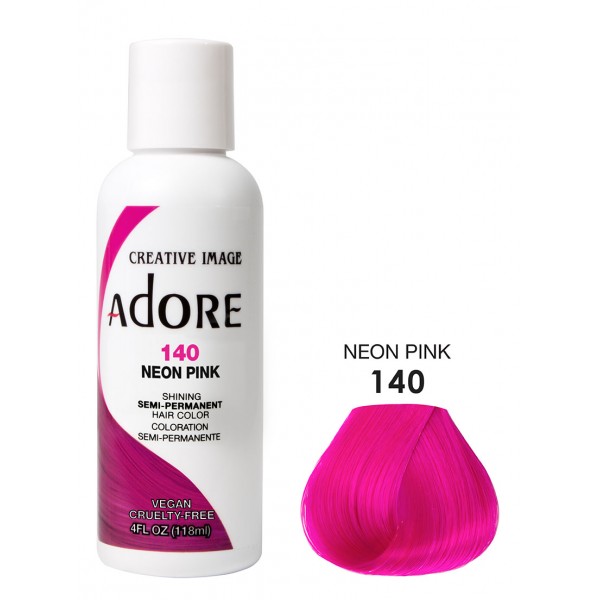 CREATIVE IMAGE
ADORE
140
NEON PINK
SHINING
SEMI-PERMANENT
HAIR COLOR
COLORATION
SEMI-PERMANENTE
VEGAN
CRUELTY-FREE
4FL OZ (118ml)
NEON PINK
140